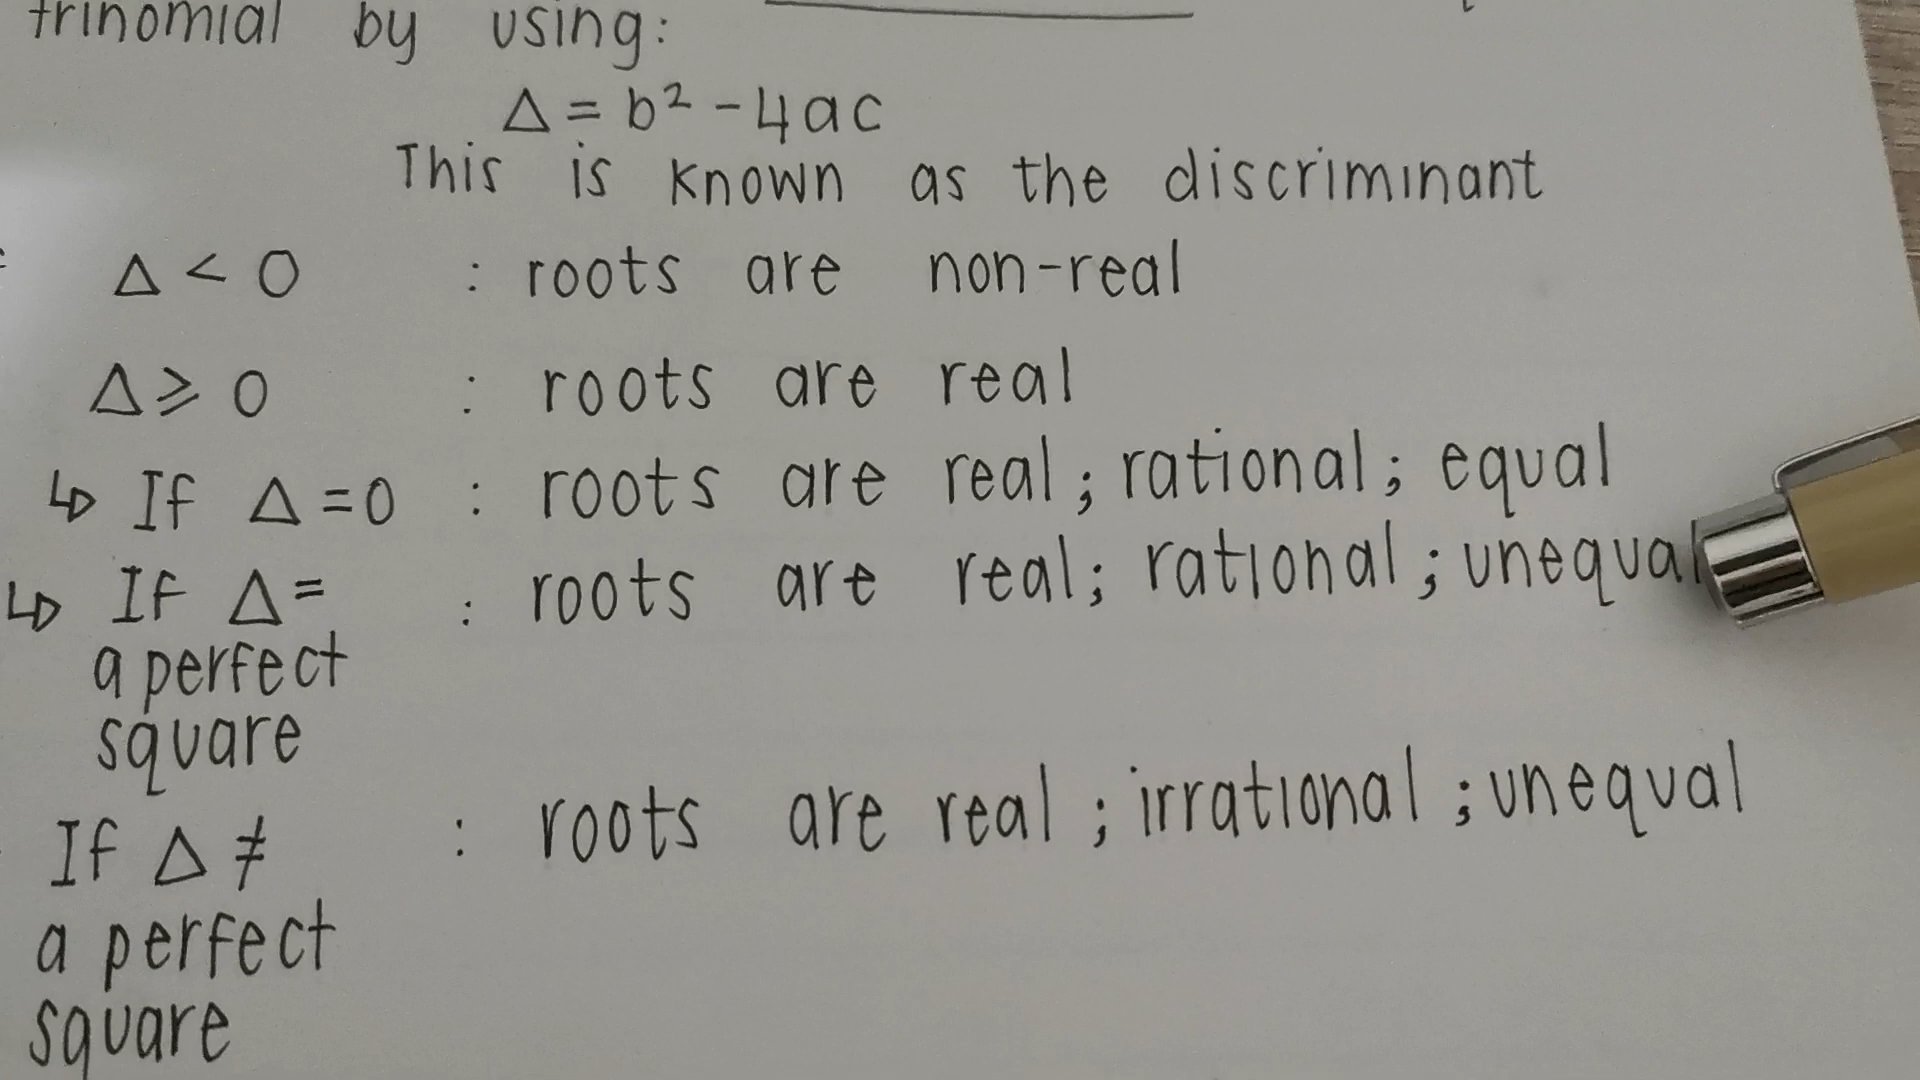 trinomial by using:
Δ = b² - 4ac
This is known as the discriminant
Δ < 0 : roots are non-real
Δ ⩾ 0 : roots are real
↳ If Δ = 0 : roots are real ; rational ; equal
↳ If Δ = : roots are real ; rational ; unequal
a perfect
square
If Δ ≠ : roots are real ; irrational ; unequal
a perfect
square